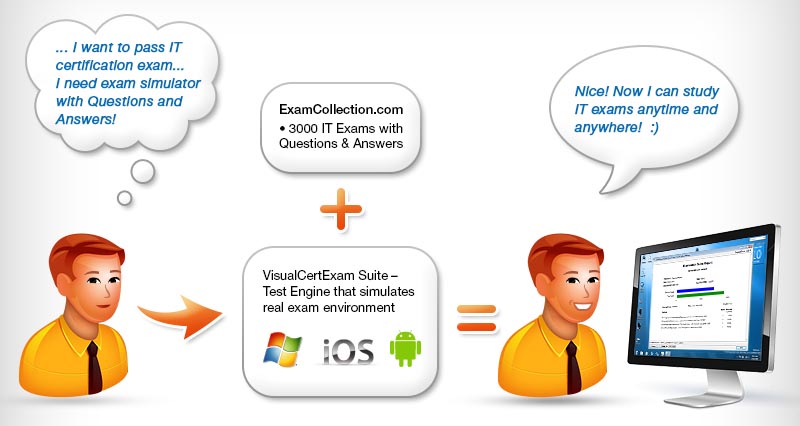 ... I want to pass IT
certification exam...
I need exam simulator
with Questions and
Answers!
ExamCollection.com
• 3000 IT Exams with
Questions & Answers
VisualCertExam Suite –
Test Engine that simulates
real exam environment
iOS
Nice! Now I can study
IT exams anytime and
anywhere!  :)